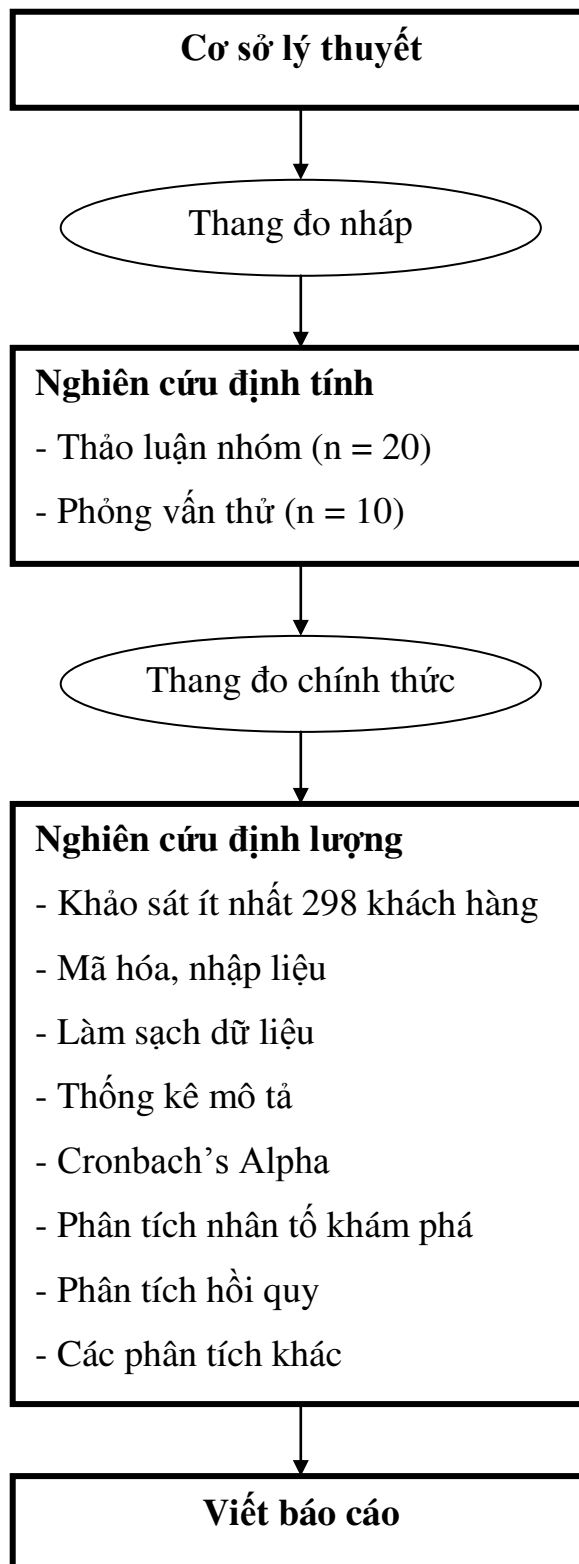 Cơ sở lý thuyết
Thang đo nháp
Nghiên cứu định tính
- Thảo luận nhóm (n = 20)
- Phỏng vấn thử (n = 10)
Thang đo chính thức
Nghiên cứu định lượng
- Khảo sát ít nhất 298 khách hàng
- Mã hóa, nhập liệu
- Làm sạch dữ liệu
- Thống kê mô tả
- Cronbach’s Alpha
- Phân tích nhân tố khám phá
- Phân tích hồi quy
- Các phân tích khác
Viết báo cáo